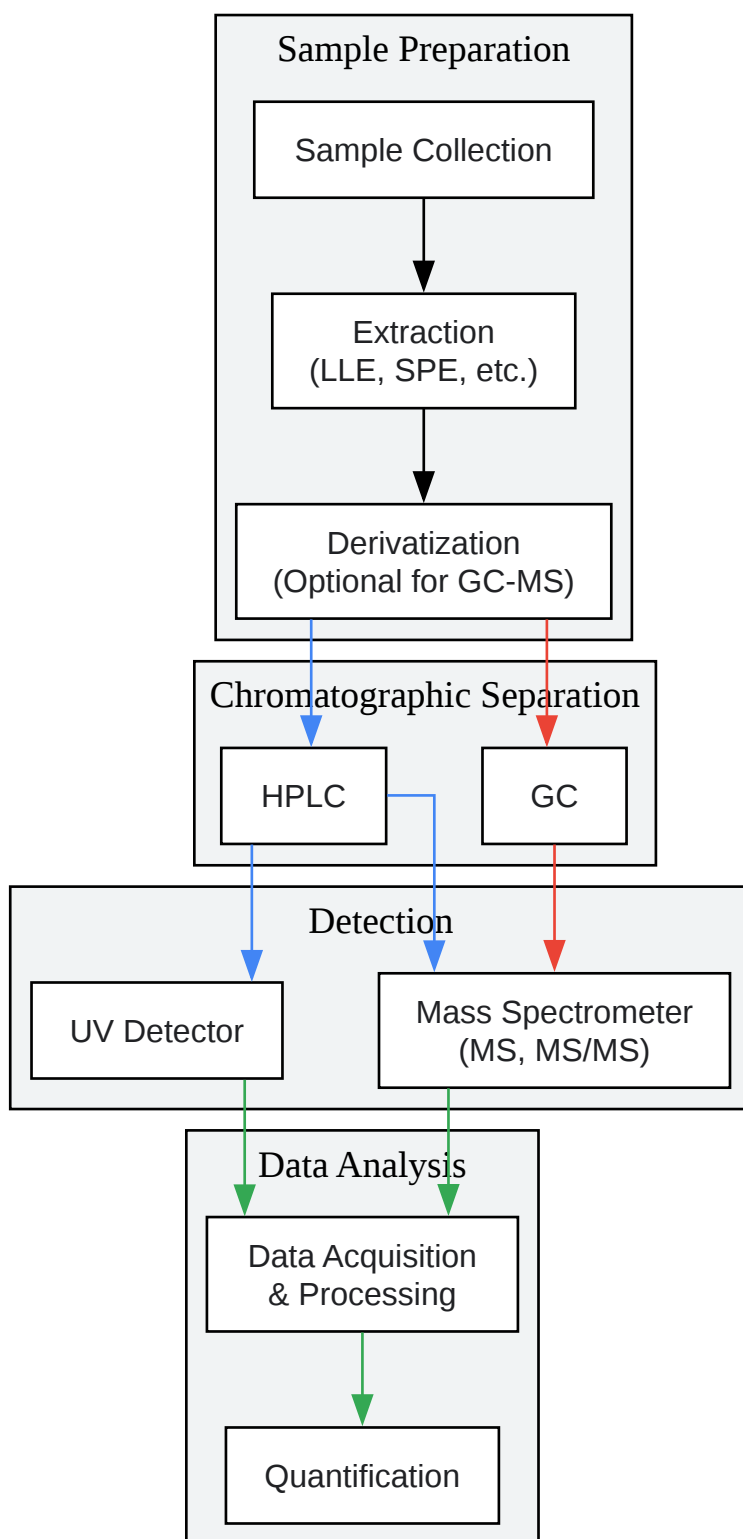 Sample Preparation
Sample Collection
Extraction
(LLE, SPE, etc.)
Derivatization
(Optional for GC-MS)
Chromatographic Separation
HPLC
GC
Detection
UV Detector
Mass Spectrometer
(MS, MS/MS)
Data Analysis
Data Acquisition
& Processing
Quantification